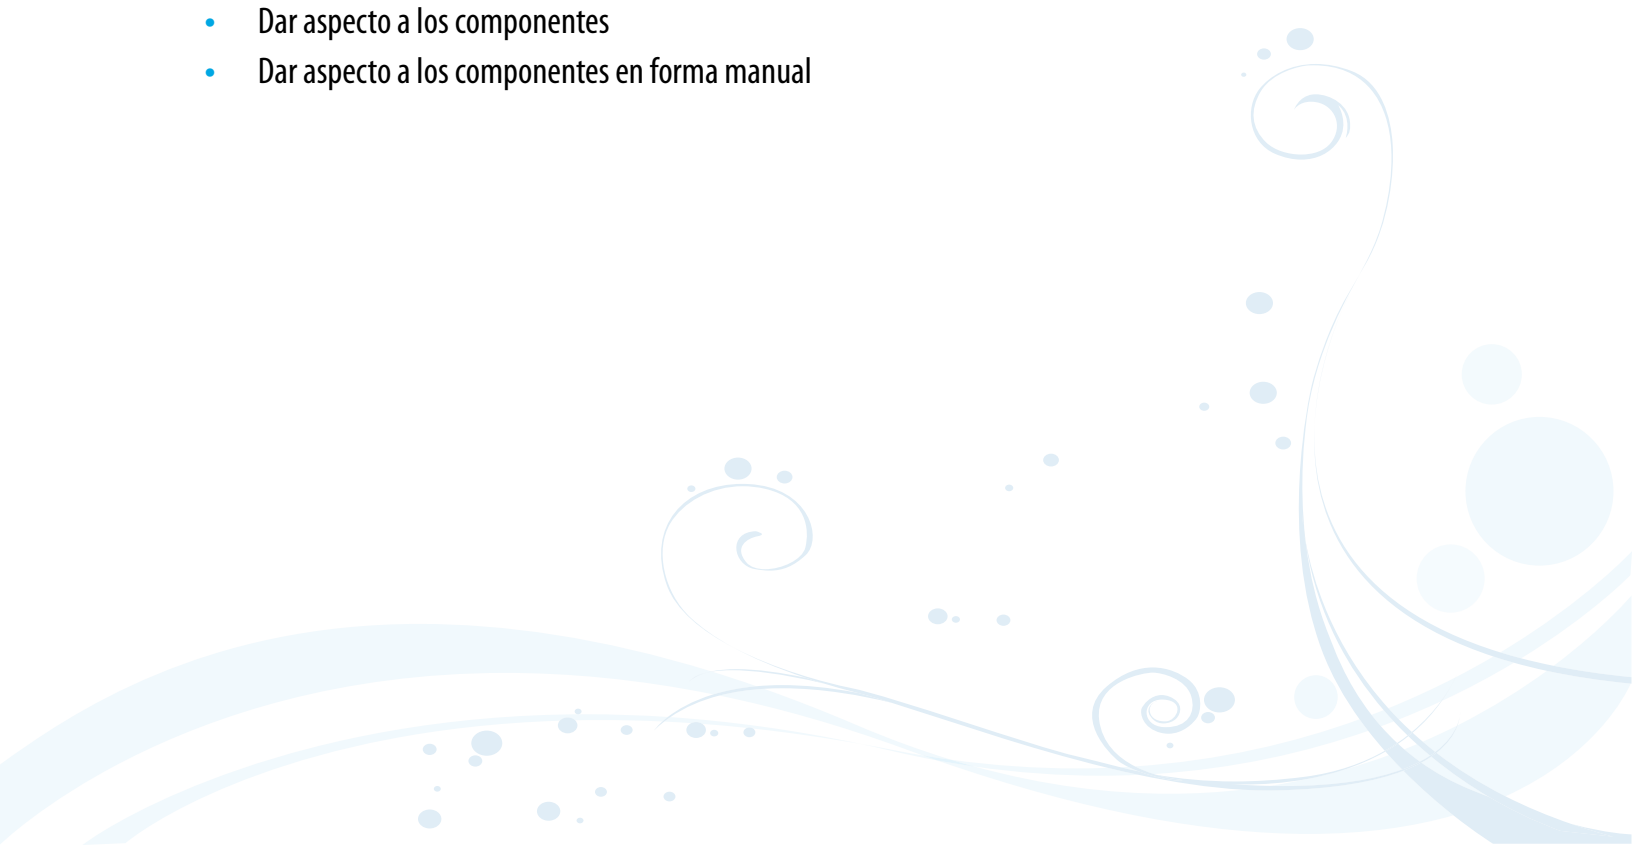 • Dar aspecto a los componentes
• Dar aspecto a los componentes en forma manual